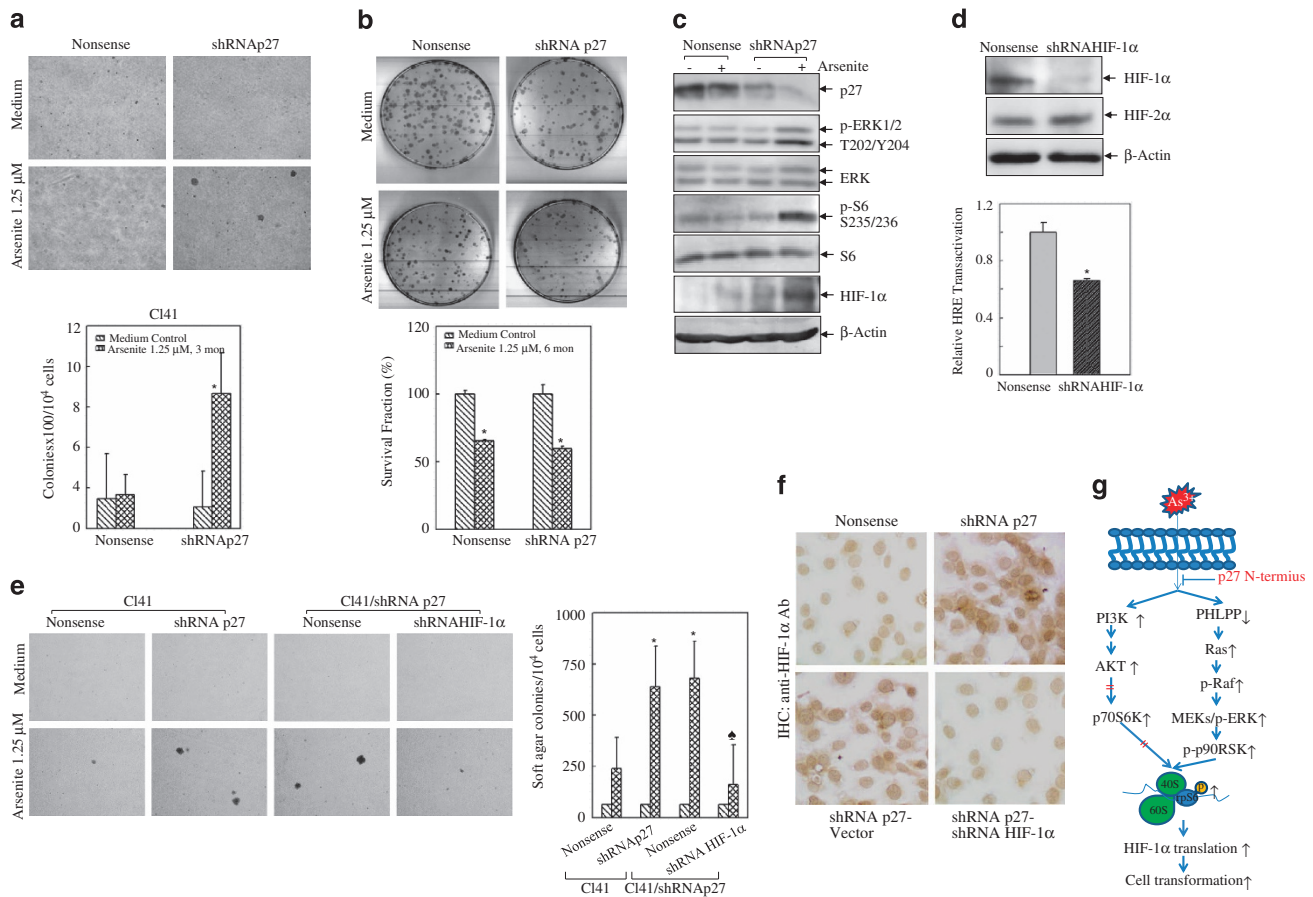 a
Nonsense shRNAp27
Medium
Arsenite 1.25 μM
Cl41
Medium Control
Arsenite 1.25 μM, 3 mon
*
Coloniesx100/10⁴ cells
12
10
8
6
4
2
0
Nonsense shRNAp27
b
Nonsense shRNA p27
Medium
Arsenite 1.25 μM
Medium Control
Arsenite 1.25 μM, 6 mon
* *
Survival Fraction (%)
120
100
50
0
Nonsense shRNA p27
c
Nonsense shRNAp27
- + - + Arsenite
p27
p-ERK1/2
T202/Y204
ERK
p-S6
S235/236
S6
HIF-1α
β-Actin
d
Nonsense shRNAHIF-1α
HIF-1α
HIF-2α
β-Actin
Relative HRE Transactivation
1.2
0.8
0.4
0
*
Nonsense shRNAHIF-1α
e
Cl41 Cl41/shRNA p27
Nonsense shRNA p27 Nonsense shRNAHIF-1α
Medium
Arsenite 1.25 μM
Soft agar colonies/10⁴ cells
1000
750
500
250
0
* * ♠
Nonsense
shRNAp27
Nonsense
shRNA HIF-1α
Cl41 Cl41/shRNAp27
f
Nonsense shRNA p27
IHC: anti-HIF-1α Ab
shRNA p27-
Vector
shRNA p27-
shRNA HIF-1α
g
As³⁺
p27 N-termius
PI3K ↑
AKT ↑
p70S6K↑
PHLPP↓
Ras↑
p-Raf↑
MEKs/p-ERK↑
p-p90RSK↑
40S
60S
rpS6
P
↑
HIF-1α translation ↑
Cell transformation↑